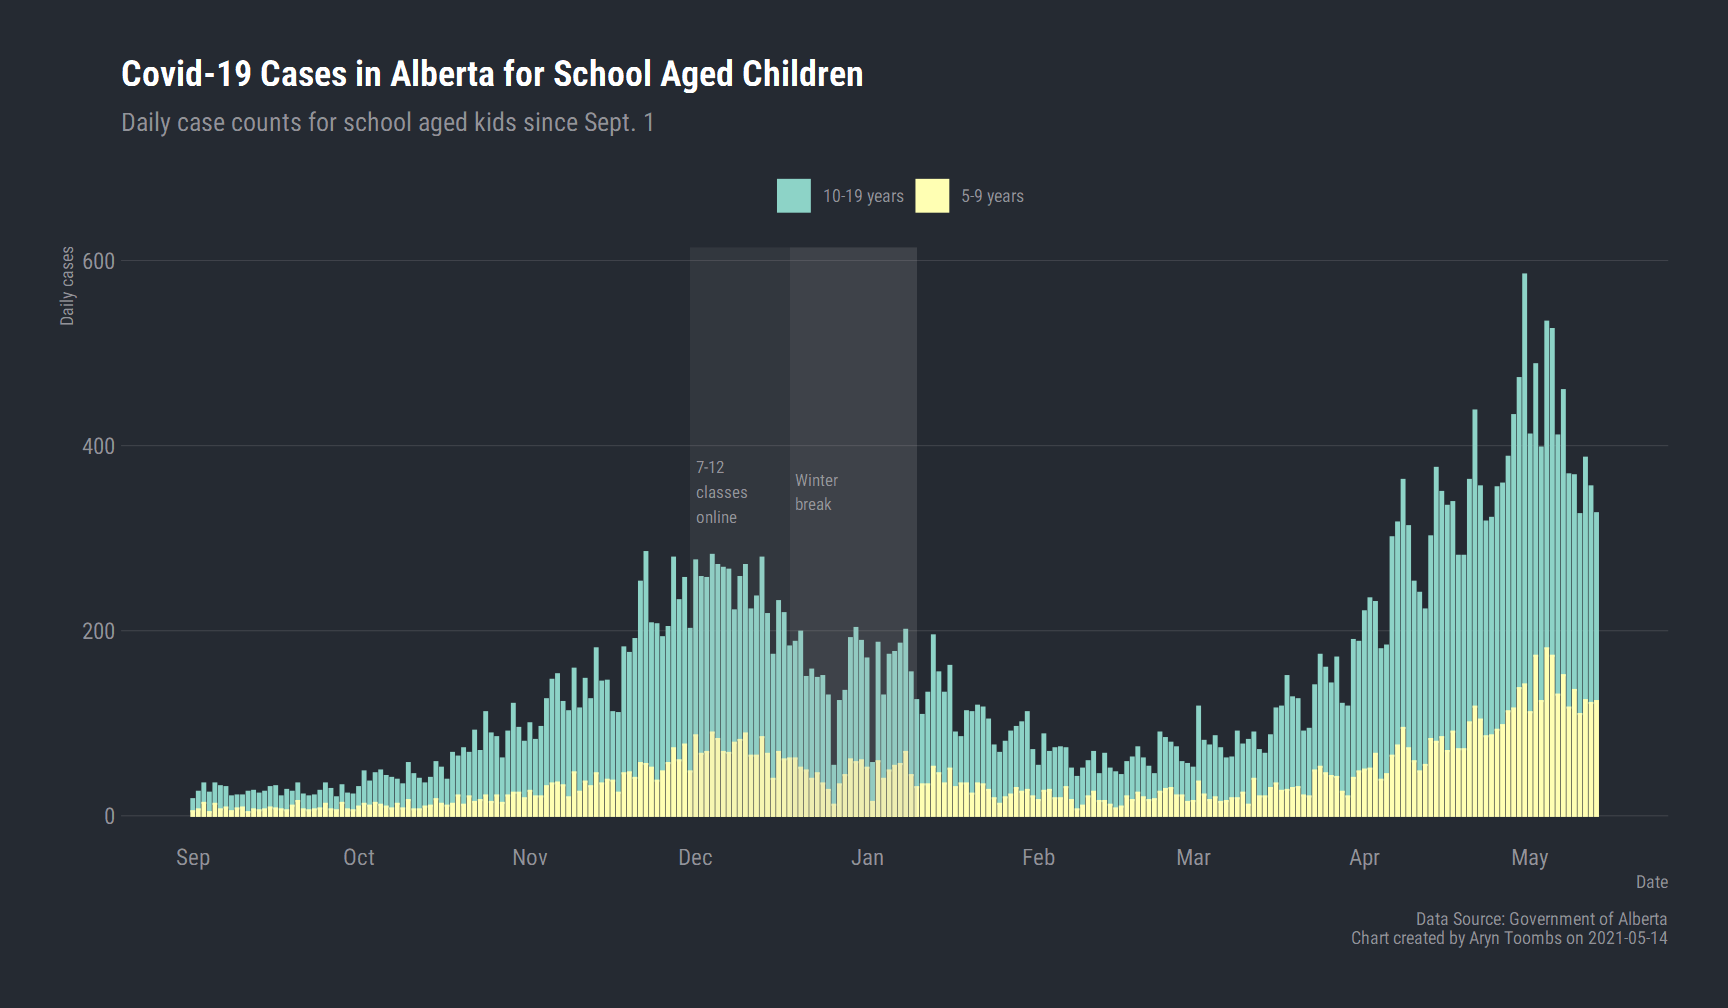 Covid-19 Cases in Alberta for School Aged Children
Daily case counts for school aged kids since Sept. 1
10-19 years
5-9 years
Daily cases
600
400
200
0
7-12
classes
online
Winter
break
Sep
Oct
Nov
Dec
Jan
Feb
Mar
Apr
May
Date
Data Source: Government of Alberta
Chart created by Aryn Toombs on 2021-05-14